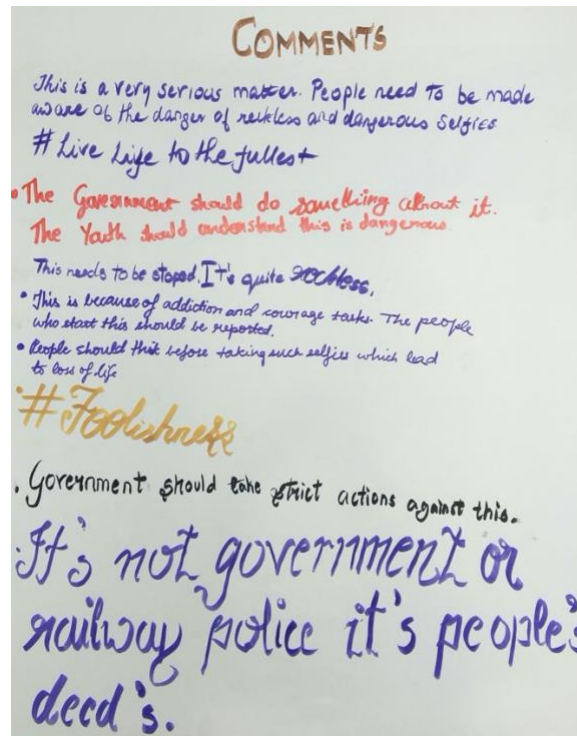 COMMENTS
This is a very serious matter. People need to be made
aware of the danger of reckless and dangerous selfies
# Live Life to the fullest
• The Government should do something about it.
The Youth should understand this is dangerous
This needs to be stoped. It's quite reckless.
• This is because of addiction and courage tasks. The people
who start this should be reported.
• People should thit before taking such selfies which lead
to loss of life
• #Foolishness
. Government should take strict actions against this.
. It's not government or
railway police it's people's
deed's.